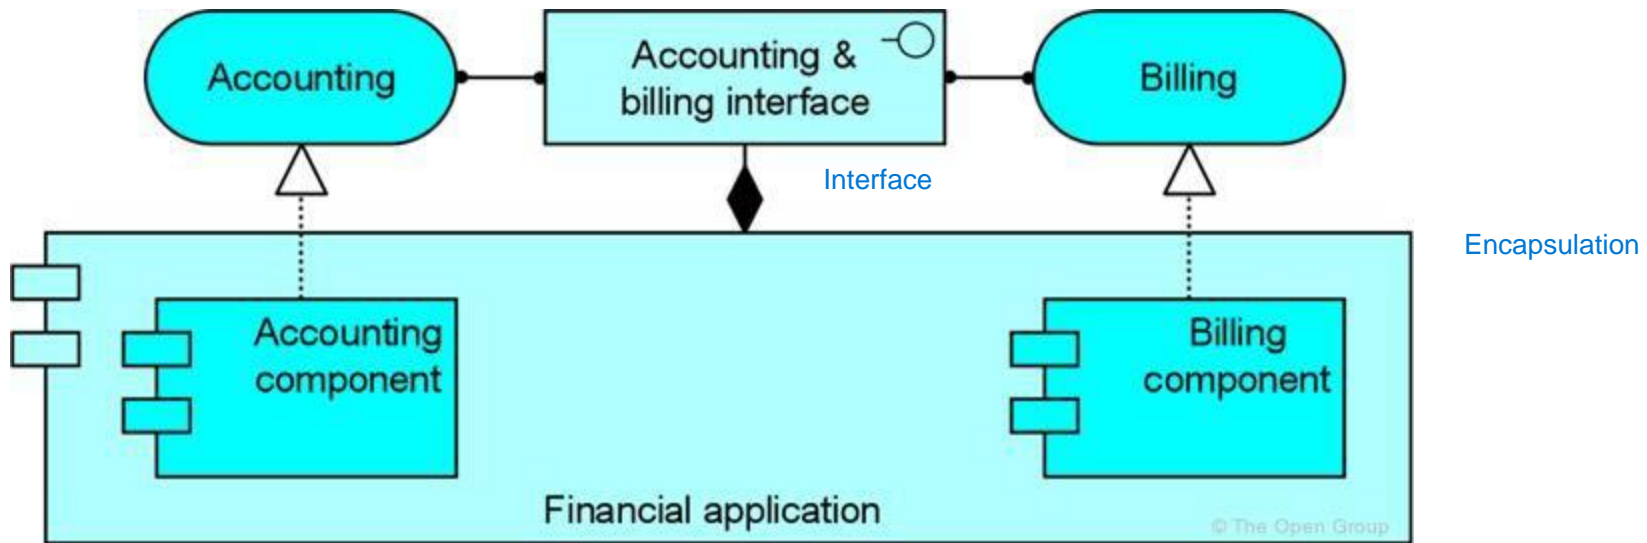 Accounting
Accounting &
billing interface
Billing
Interface
Encapsulation
Accounting
component
Billing
component
Financial application
© The Open Group